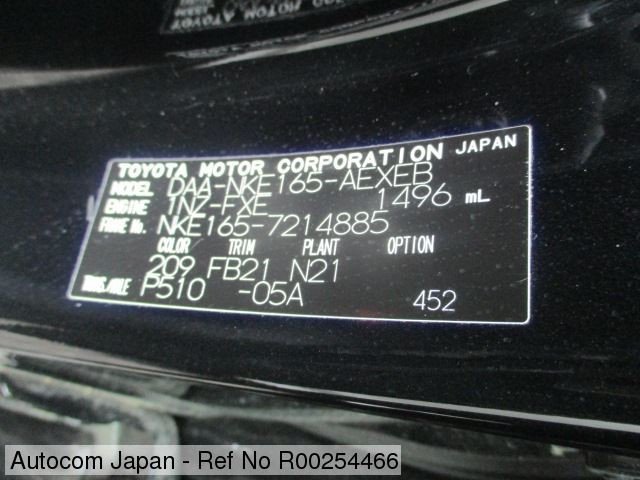 TOYOTA MOTOR CORPORATION JAPAN
MODEL DAA-NKE165-AEXEB
ENGINE 1NZ-FXE 1496 mL
FRAME No. NKE165-7214885
COLOR TRIM PLANT OPTION
209 FB21 N21
TRANS./AXLE P510 -05A
452
Autocom Japan - Ref No R00254466